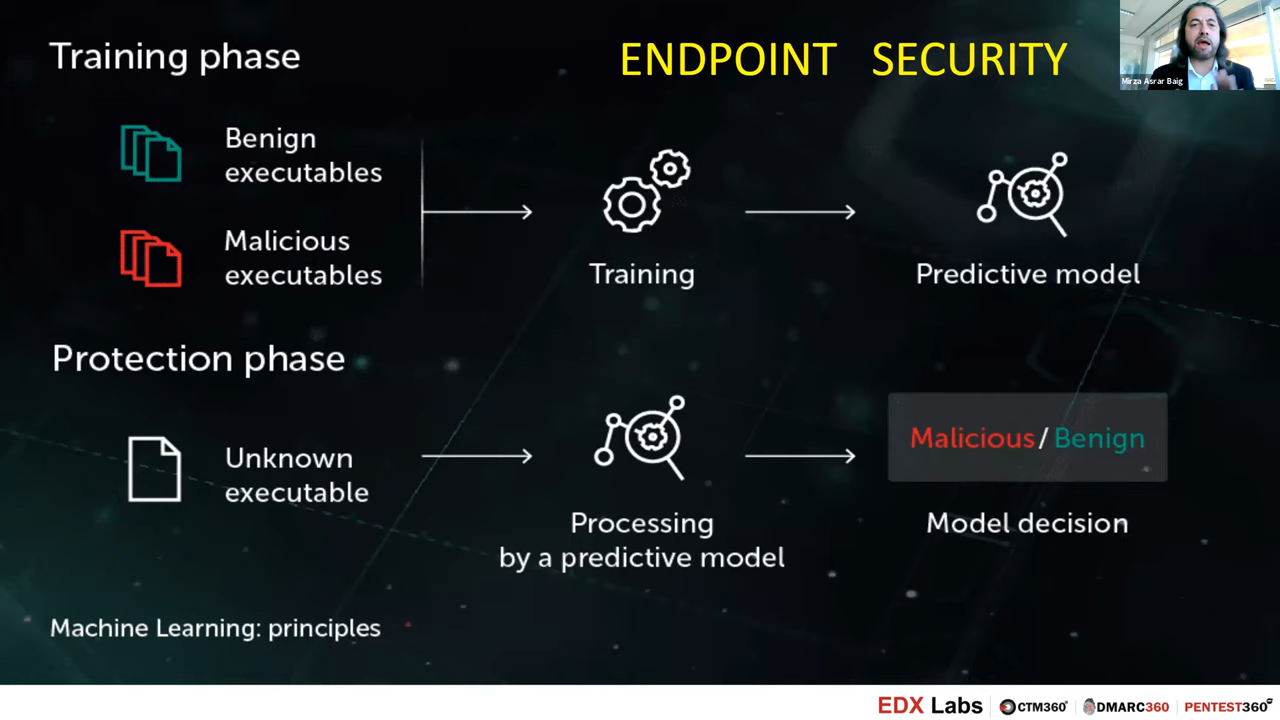 Training phase
ENDPOINT SECURITY
Mirza Asrar Baig
Benign
executables
Malicious
executables
Training
Predictive model
Protection phase
Unknown
executable
Processing
by a predictive model
Malicious/Benign
Model decision
Machine Learning: principles
EDX Labs
CTM360
DMARC360
PENTEST360